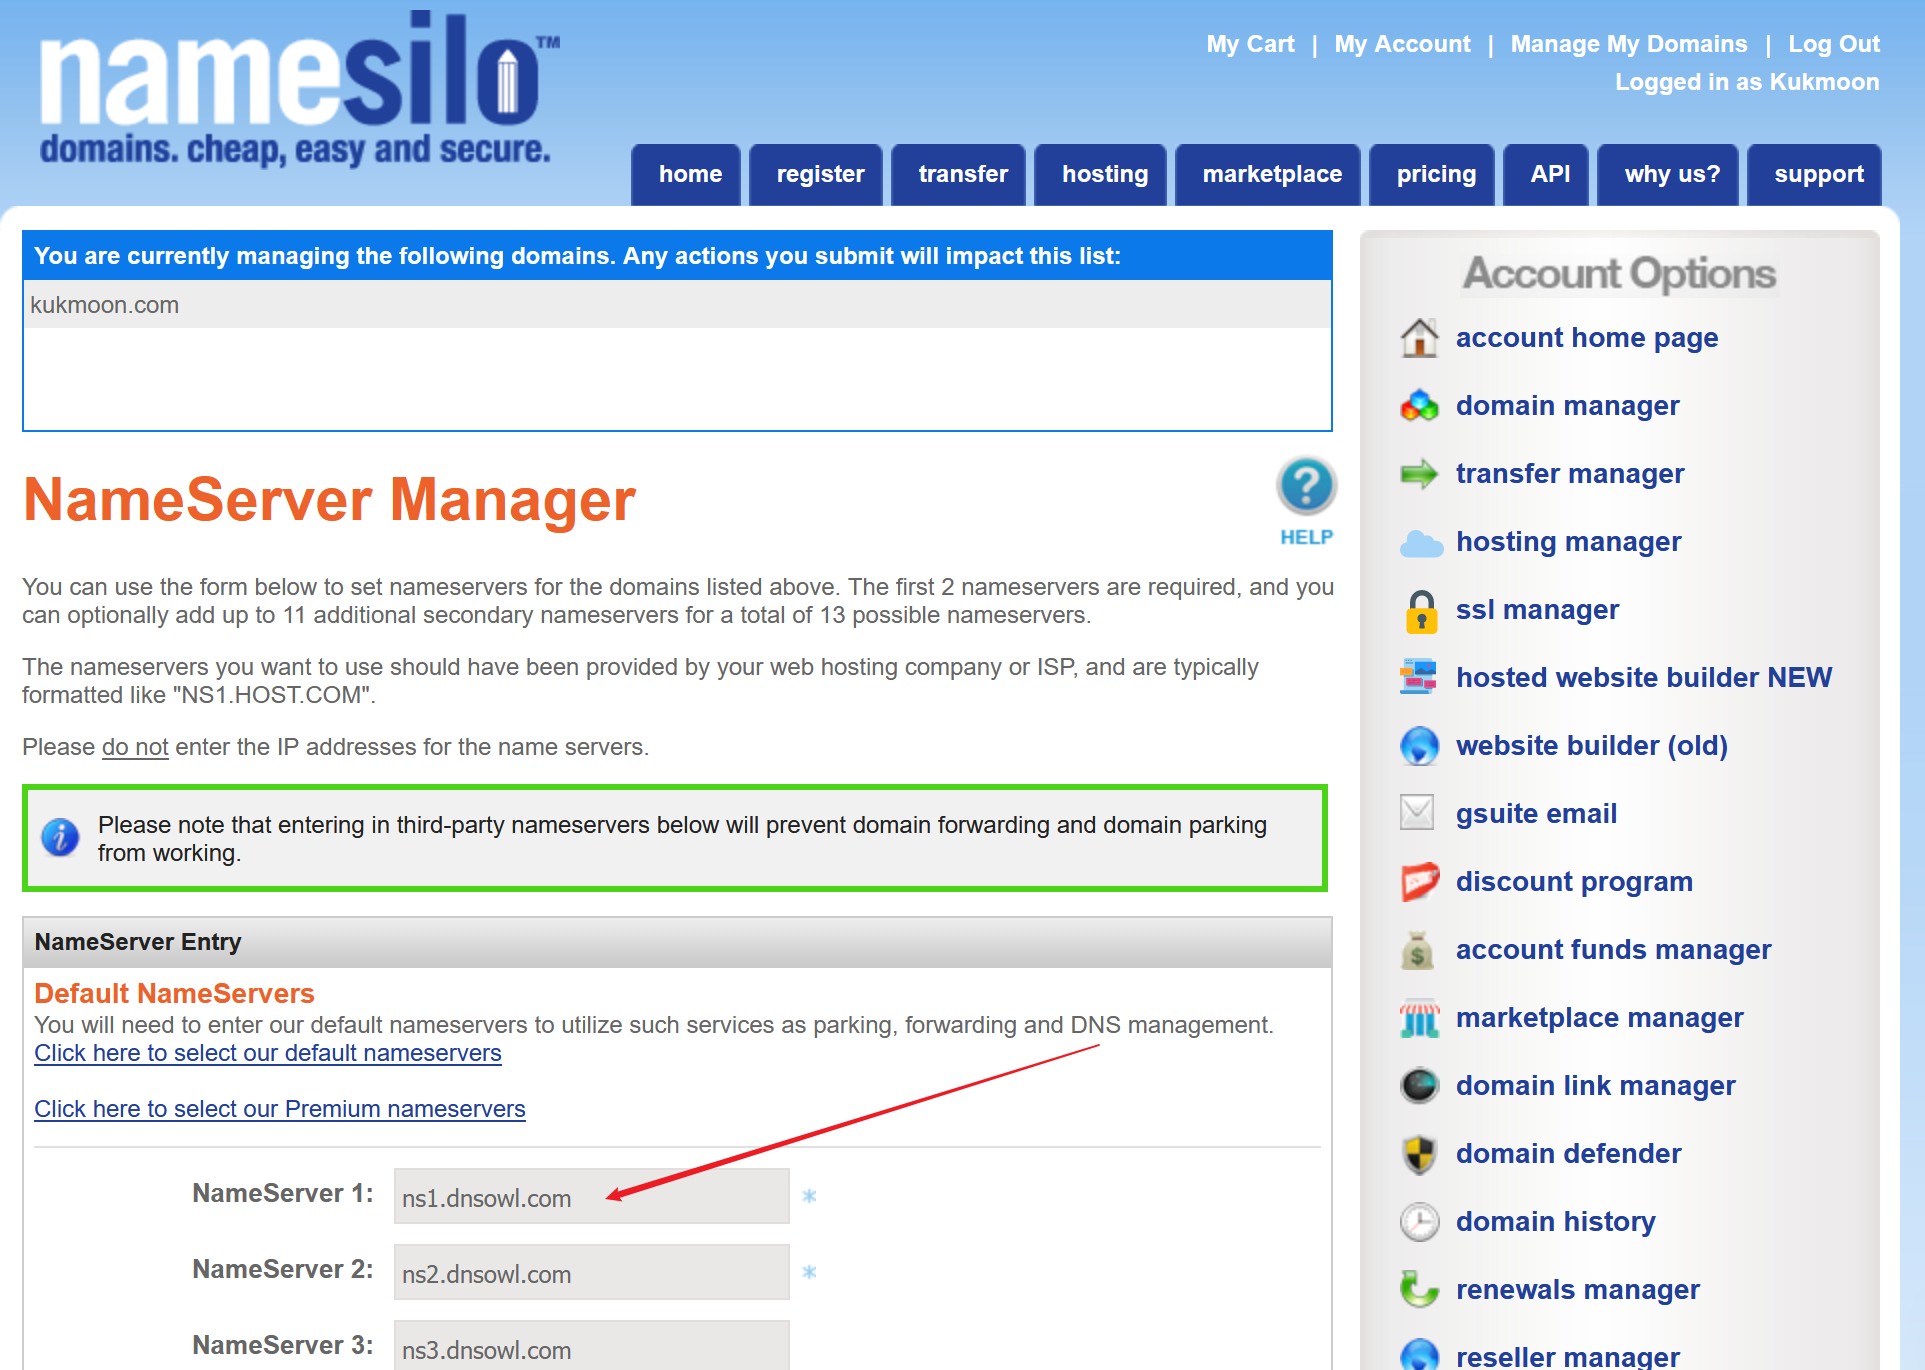 namesilo™
domains. cheap, easy and secure.
My Cart | My Account | Manage My Domains | Log Out
Logged in as Kukmoon
home register transfer hosting marketplace pricing API why us? support
You are currently managing the following domains. Any actions you submit will impact this list:
kukmoon.com
NameServer Manager
HELP
You can use the form below to set nameservers for the domains listed above. The first 2 nameservers are required, and you
can optionally add up to 11 additional secondary nameservers for a total of 13 possible nameservers.
The nameservers you want to use should have been provided by your web hosting company or ISP, and are typically
formatted like "NS1.HOST.COM".
Please do not enter the IP addresses for the name servers.
Please note that entering in third-party nameservers below will prevent domain forwarding and domain parking
from working.
NameServer Entry
Default NameServers
You will need to enter our default nameservers to utilize such services as parking, forwarding and DNS management.
Click here to select our default nameservers
Click here to select our Premium nameservers
NameServer 1: ns1.dnsowl.com *
NameServer 2: ns2.dnsowl.com *
NameServer 3: ns3.dnsowl.com
Account Options
account home page
domain manager
transfer manager
hosting manager
ssl manager
hosted website builder NEW
website builder (old)
gsuite email
discount program
account funds manager
marketplace manager
domain link manager
domain defender
domain history
renewals manager
reseller manager